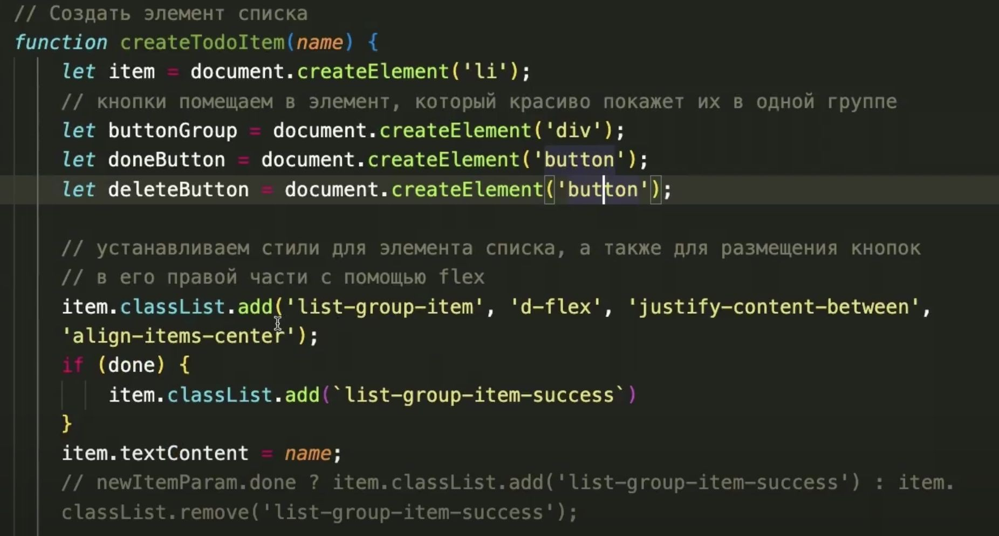 // Создать элемент списка
function createTodoItem(name) {
let item = document.createElement('li');
// кнопки помещаем в элемент, который красиво покажет их в одной группе
let buttonGroup = document.createElement('div');
let doneButton = document.createElement('button');
let deleteButton = document.createElement('button');
// устанавливаем стили для элемента списка, а также для размещения кнопок
// в его правой части с помощью flex
item.classList.add('list-group-item', 'd-flex', 'justify-content-between',
'align-items-center');
if (done) {
item.classList.add(`list-group-item-success`)
}
item.textContent = name;
// newItemParam.done ? item.classList.add('list-group-item-success') : item.
classList.remove('list-group-item-success');